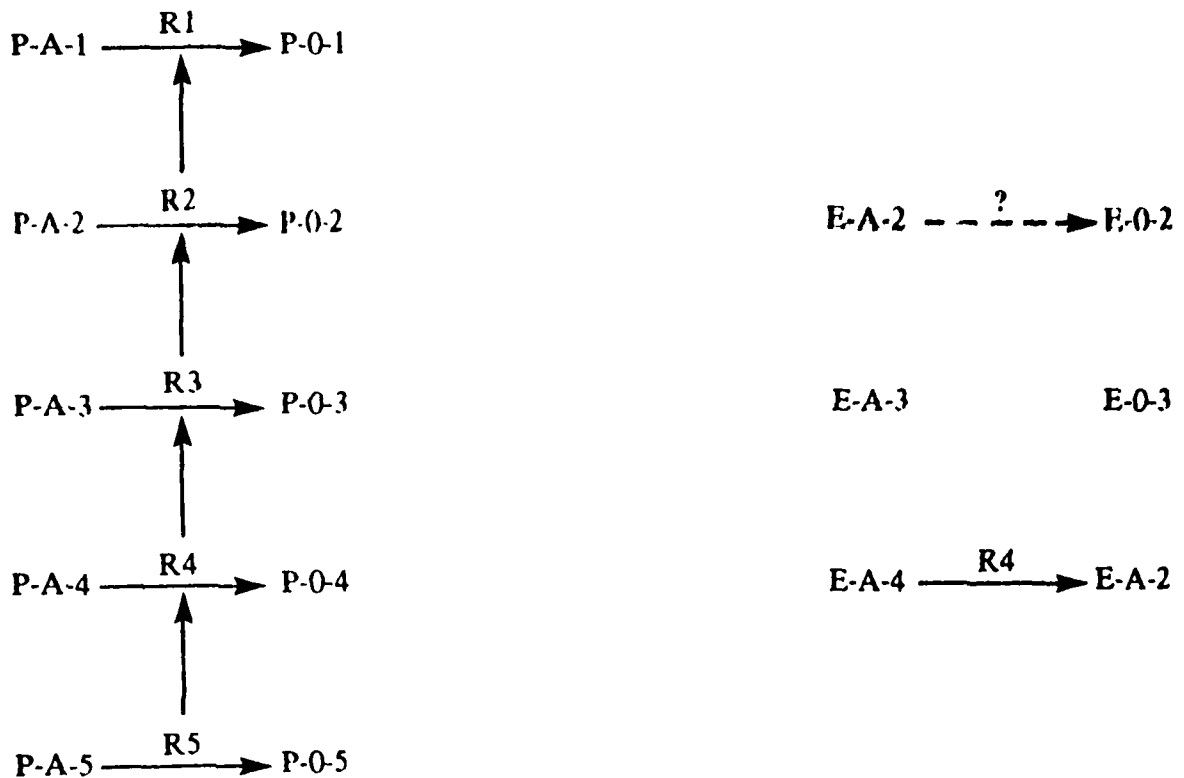 R1
P-A-1 P-0-1
R2 ?
P-A-2 P-0-2 E-A-2 E-0-2
R3
P-A-3 P-0-3 E-A-3 E-0-3
R4 R4
P-A-4 P-0-4 E-A-4 E-A-2
R5
P-A-5 P-0-5